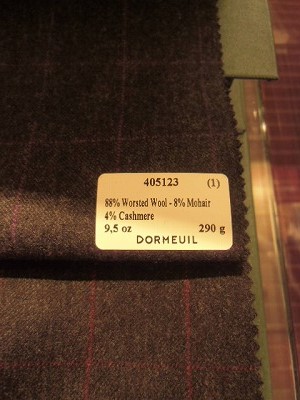 405123 (1)
88% Worsted Wool - 8% Mohair
4% Cashmere
9,5 oz 290 g
DORMEUIL